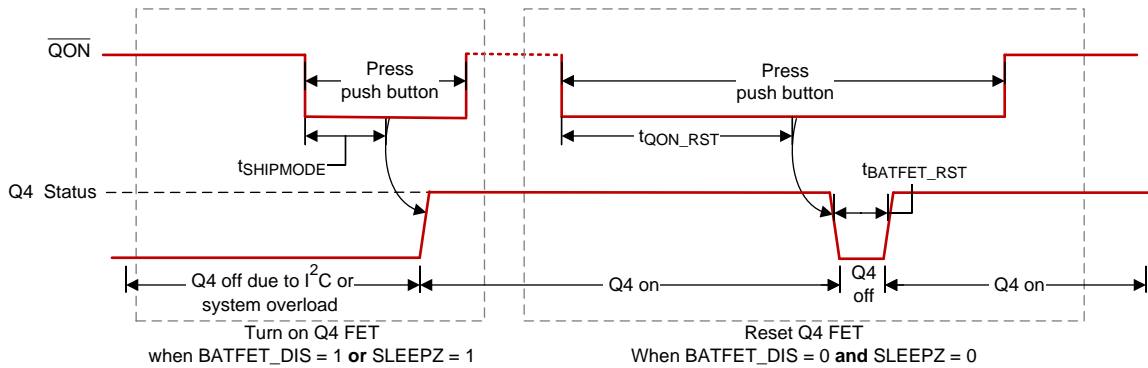 QON
Press
push button
Press
push button
tSHIPMODE
tQON_RST
tBATFET_RST
Q4 Status
Q4 off due to I2C or
system overload
Q4 on
Q4
off
Q4 on
Turn on Q4 FET
when BATFET_DIS = 1 or SLEEPZ = 1
Reset Q4 FET
When BATFET_DIS = 0 and SLEEPZ = 0